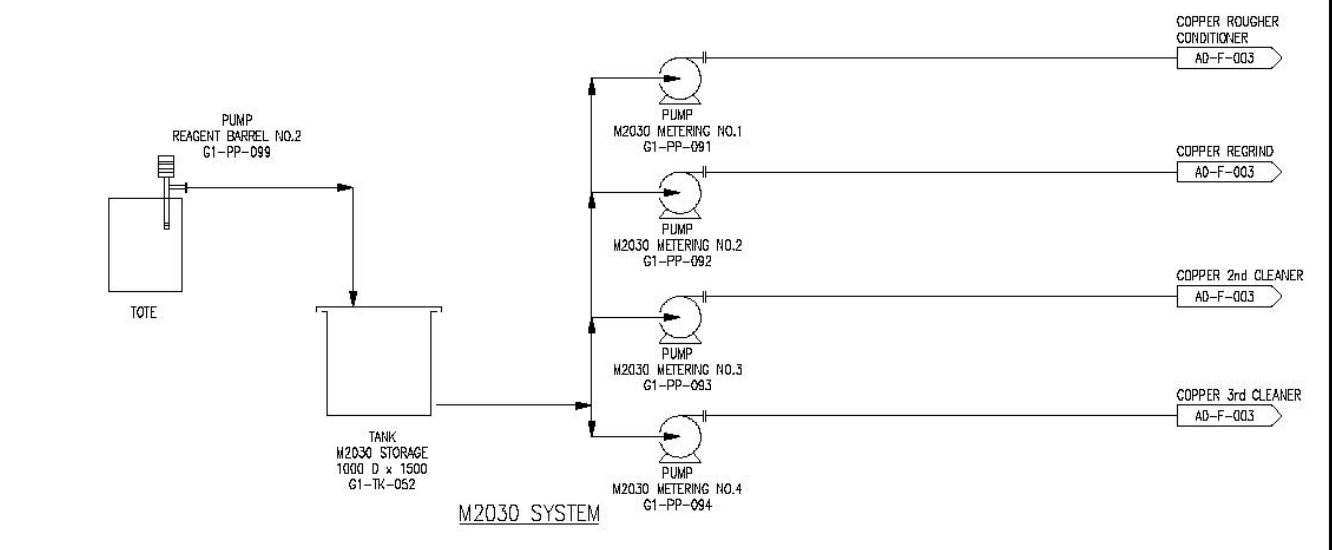 COPPER ROUGHER
CONDITIONER
AD-F-003
PUMP
M2030 METERING NO.1
G1-PP-091
PUMP
REAGENT BARREL NO.2
G1-PP-099
COPPER REGRIND
AD-F-003
PUMP
M2030 METERING NO.2
G1-PP-092
TOTE
COPPER 2nd CLEANER
AD-F-003
PUMP
M2030 METERING NO.3
G1-PP-093
COPPER 3rd CLEANER
AD-F-003
TANK
M2030 STORAGE
1000 D x 1500
G1-TK-052
PUMP
M2030 METERING NO.4
G1-PP-094
M2030 SYSTEM